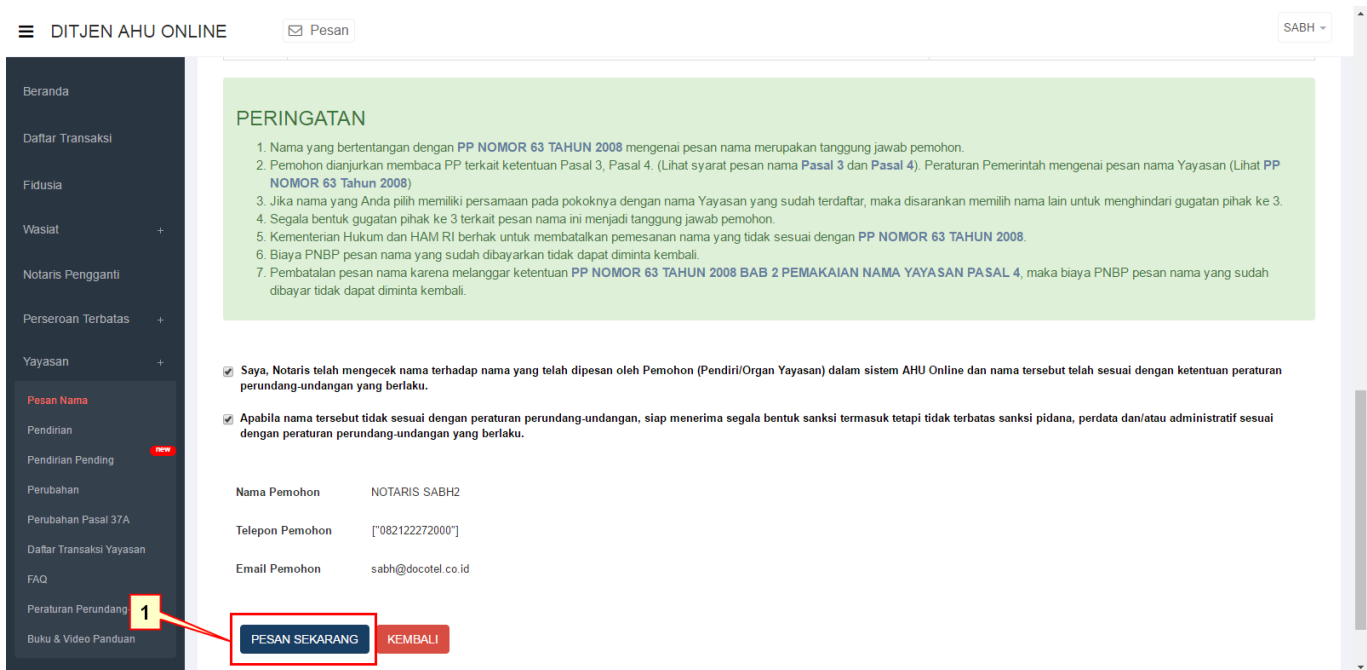 DITJEN AHU ONLINE
Pesan
SABH
Beranda
Daftar Transaksi
Fidusia
Wasiat +
Notaris Pengganti
Perseroan Terbatas +
Yayasan +
Pesan Nama
Pendirian
Pendirian Pending new
Perubahan
Perubahan Pasal 37A
Daftar Transaksi Yayasan
FAQ
Peraturan Perundang-
Buku & Video Panduan
PERINGATAN
1. Nama yang bertentangan dengan PP NOMOR 63 TAHUN 2008 mengenai pesan nama merupakan tanggung jawab pemohon.
2. Pemohon dianjurkan membaca PP terkait ketentuan Pasal 3, Pasal 4. (Lihat syarat pesan nama Pasal 3 dan Pasal 4). Peraturan Pemerintah mengenai pesan nama Yayasan (Lihat PP
NOMOR 63 Tahun 2008)
3. Jika nama yang Anda pilih memiliki persamaan pada pokoknya dengan nama Yayasan yang sudah terdaftar, maka disarankan memilih nama lain untuk menghindari gugatan pihak ke 3.
4. Segala bentuk gugatan pihak ke 3 terkait pesan nama ini menjadi tanggung jawab pemohon.
5. Kementerian Hukum dan HAM RI berhak untuk membatalkan pemesanan nama yang tidak sesuai dengan PP NOMOR 63 TAHUN 2008.
6. Biaya PNBP pesan nama yang sudah dibayarkan tidak dapat diminta kembali.
7. Pembatalan pesan nama karena melanggar ketentuan PP NOMOR 63 TAHUN 2008 BAB 2 PEMAKAIAN NAMA YAYASAN PASAL 4, maka biaya PNBP pesan nama yang sudah
dibayar tidak dapat diminta kembali.
Saya, Notaris telah mengecek nama terhadap nama yang telah dipesan oleh Pemohon (Pendiri/Organ Yayasan) dalam sistem AHU Online dan nama tersebut telah sesuai dengan ketentuan peraturan
perundang-undangan yang berlaku.
Apabila nama tersebut tidak sesuai dengan peraturan perundang-undangan, siap menerima segala bentuk sanksi termasuk tetapi tidak terbatas sanksi pidana, perdata dan/atau administratif sesuai
dengan peraturan perundang-undangan yang berlaku.
Nama Pemohon NOTARIS SABH2
Telepon Pemohon ["082122272000"]
Email Pemohon sabh@docotel.co.id
1
PESAN SEKARANG KEMBALI